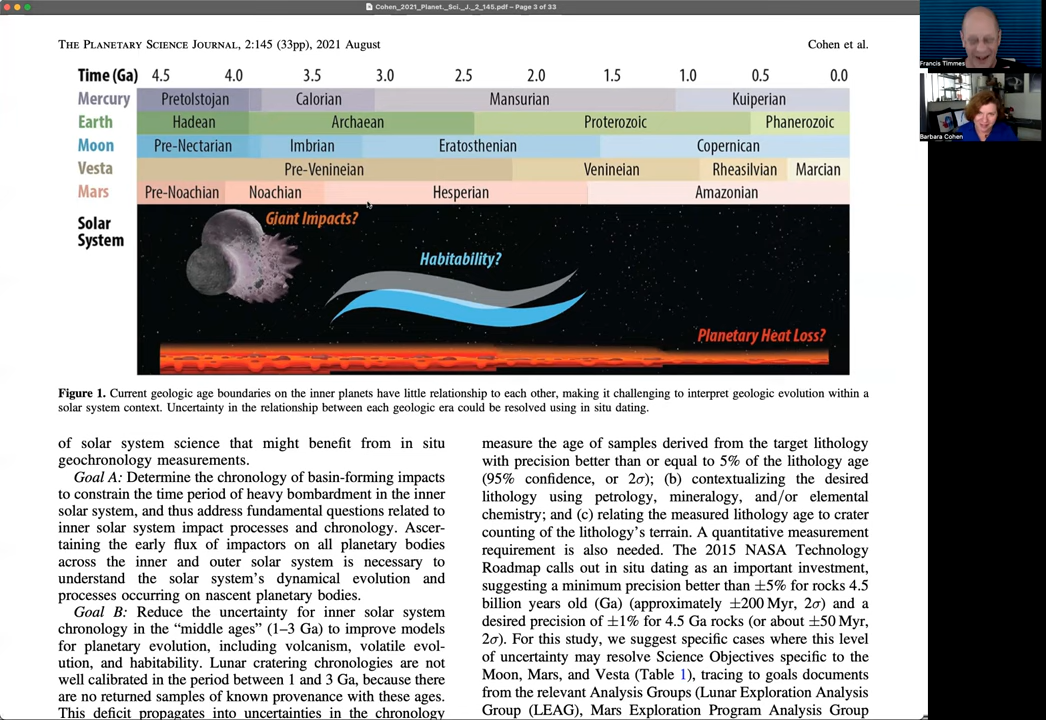 Cohen_2021_Planet._Sci._J._2_145.pdf – Page 3 of 33
THE PLANETARY SCIENCE JOURNAL, 2:145 (33pp), 2021 August
Cohen et al.
Time (Ga) 4.5 4.0 3.5 3.0 2.5 2.0 1.5 1.0 0.5 0.0
Mercury Pretolstojan Calorian Mansurian Kuiperian
Earth Hadean Archaean Proterozoic Phanerozoic
Moon Pre-Nectarian Imbrian Eratosthenian Copernican
Vesta Pre-Venineian Venineian Rheasilvian Marcian
Mars Pre-Noachian Noachian Hesperian Amazonian
Solar
System
Giant Impacts?
Habitability?
Planetary Heat Loss?
Figure 1. Current geologic age boundaries on the inner planets have little relationship to each other, making it challenging to interpret geologic evolution within a
solar system context. Uncertainty in the relationship between each geologic era could be resolved using in situ dating.
of solar system science that might benefit from in situ
geochronology measurements.
Goal A: Determine the chronology of basin-forming impacts
to constrain the time period of heavy bombardment in the inner
solar system, and thus address fundamental questions related to
inner solar system impact processes and chronology. Ascer-
taining the early flux of impactors on all planetary bodies
across the inner and outer solar system is necessary to
understand the solar system's dynamical evolution and
processes occurring on nascent planetary bodies.
Goal B: Reduce the uncertainty for inner solar system
chronology in the "middle ages" (1–3 Ga) to improve models
for planetary evolution, including volcanism, volatile evol-
ution, and habitability. Lunar cratering chronologies are not
well calibrated in the period between 1 and 3 Ga, because there
are no returned samples of known provenance with these ages.
This deficit propagates into uncertainties in the chronology
measure the age of samples derived from the target lithology
with precision better than or equal to 5% of the lithology age
(95% confidence, or 2σ); (b) contextualizing the desired
lithology using petrology, mineralogy, and/or elemental
chemistry; and (c) relating the measured lithology age to crater
counting of the lithology's terrain. A quantitative measurement
requirement is also needed. The 2015 NASA Technology
Roadmap calls out in situ dating as an important investment,
suggesting a minimum precision better than ±5% for rocks 4.5
billion years old (Ga) (approximately ±200 Myr, 2σ) and a
desired precision of ±1% for 4.5 Ga rocks (or about ±50 Myr,
2σ). For this study, we suggest specific cases where this level
of uncertainty may resolve Science Objectives specific to the
Moon, Mars, and Vesta (Table 1), tracing to goals documents
from the relevant Analysis Groups (Lunar Exploration Analysis
Group (LEAG), Mars Exploration Program Analysis Group
Francis Timmes
Barbara Cohen